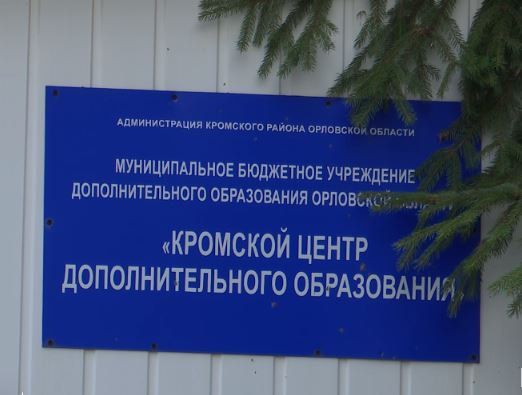 АДМИНИСТРАЦИЯ КРОМСКОГО РАЙОНА ОРЛОВСКОЙ ОБЛАСТИ
МУНИЦИПАЛЬНОЕ БЮДЖЕТНОЕ УЧРЕЖДЕНИЕ
ДОПОЛНИТЕЛЬНОГО ОБРАЗОВАНИЯ ОРЛОВСКОЙ
«КРОМСКОЙ ЦЕНТР
ДОПОЛНИТЕЛЬНОГО ОБРАЗОВАНИЯ